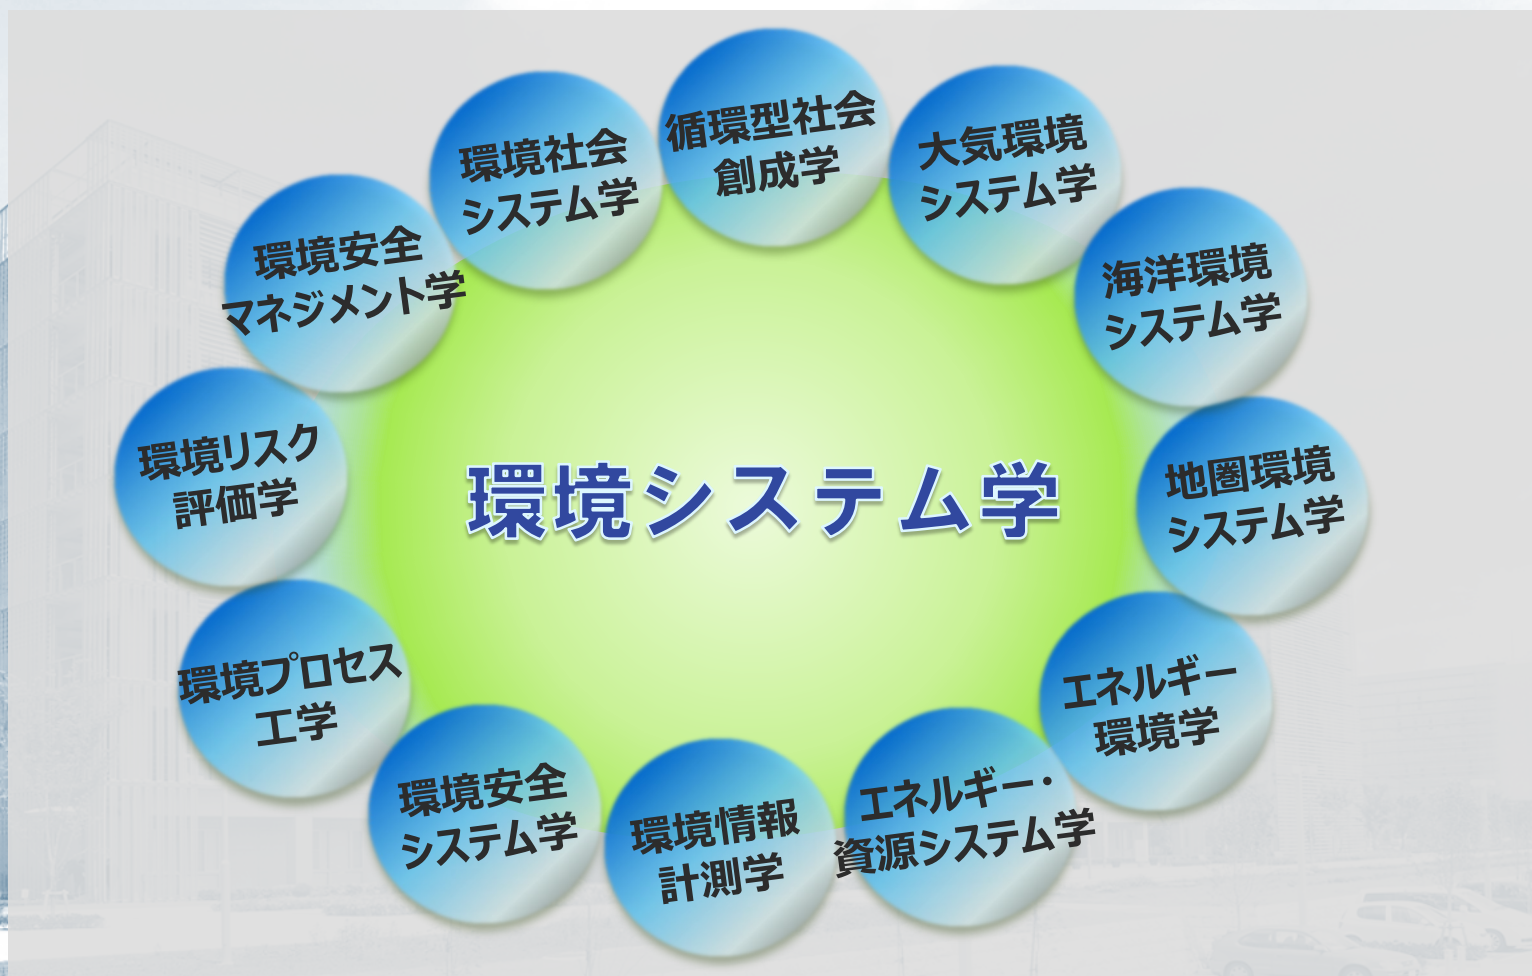 循環型社会
創成学
大気環境
システム学
海洋環境
システム学
地圏環境
システム学
エネルギー
環境学
エネルギー・
資源システム学
環境情報
計測学
環境安全
システム学
環境プロセス
工学
環境リスク
評価学
環境安全
マネジメント学
環境社会
システム学
環境システム学